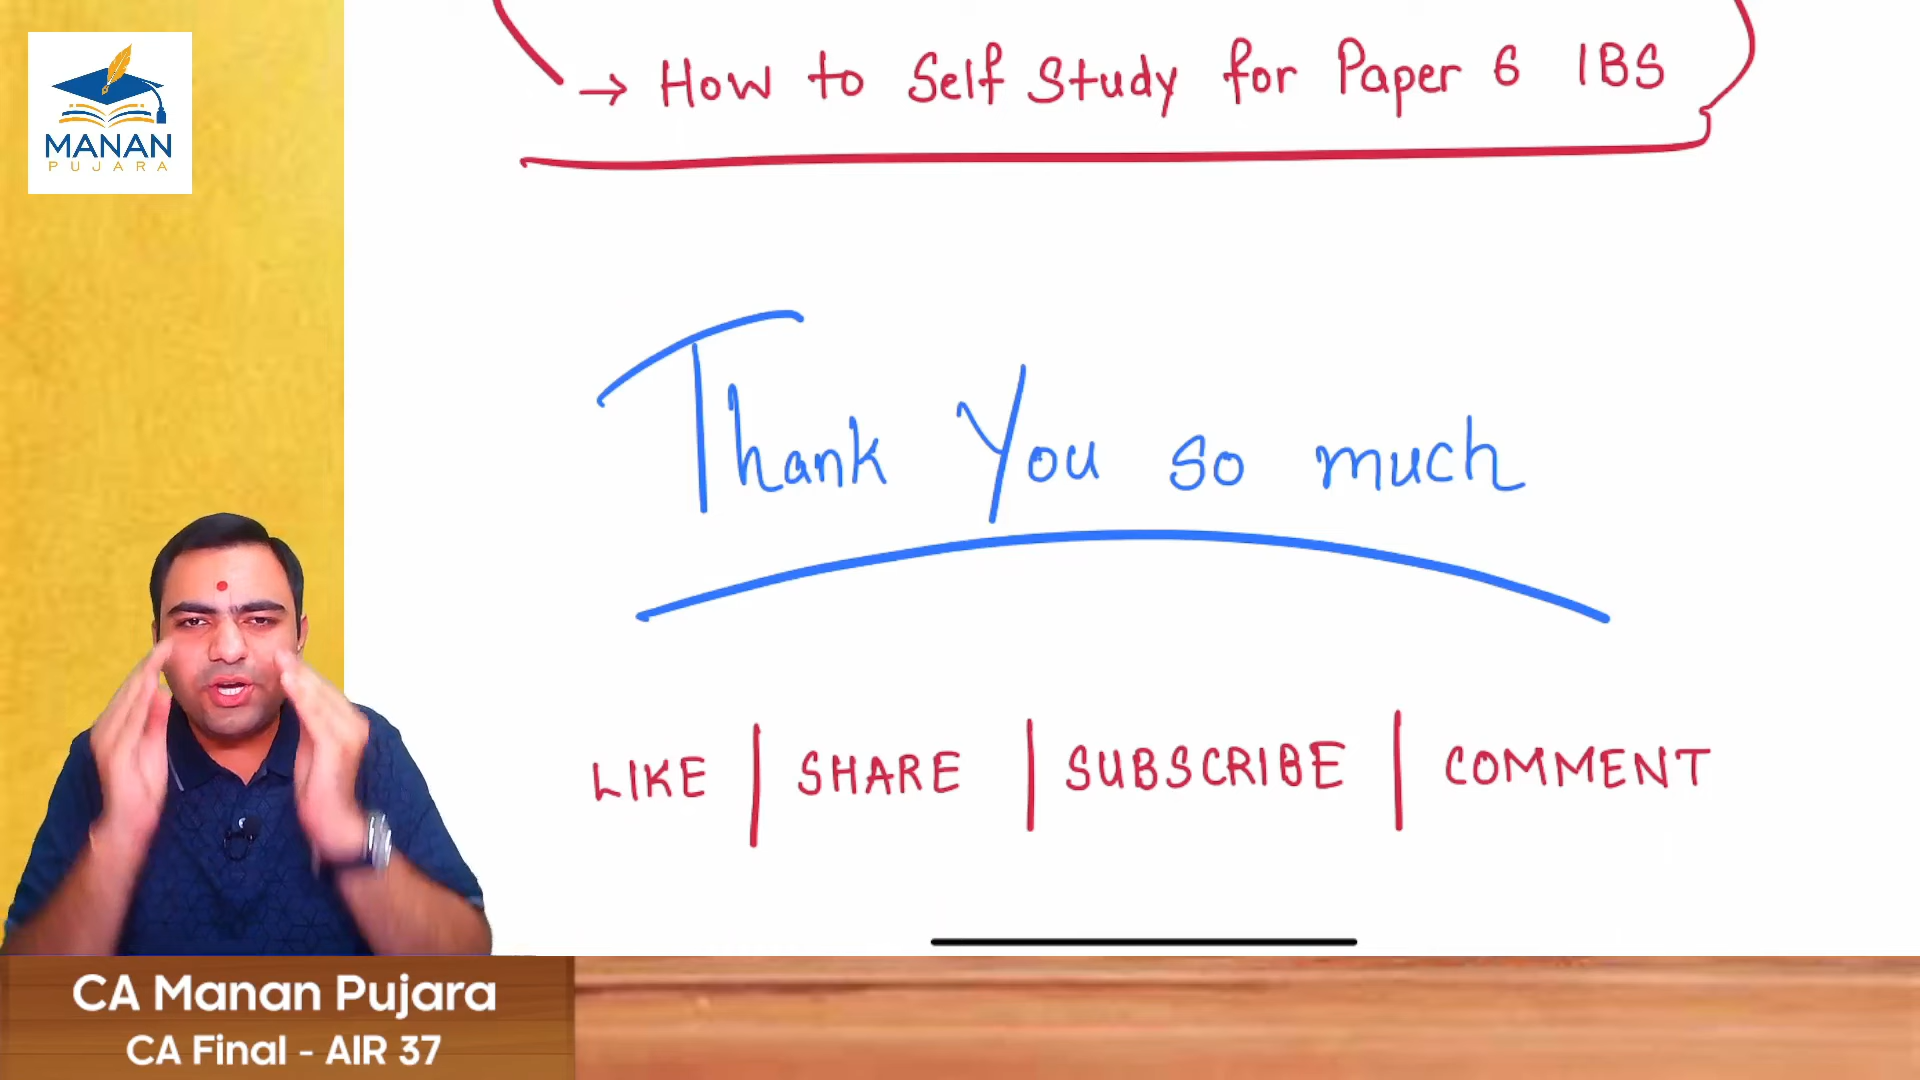 MANAN
PUJARA
→ How to Self Study for Paper 6 IBS
Thank You so much
LIKE | SHARE | SUBSCRIBE | COMMENT
CA Manan Pujara
CA Final - AIR 37